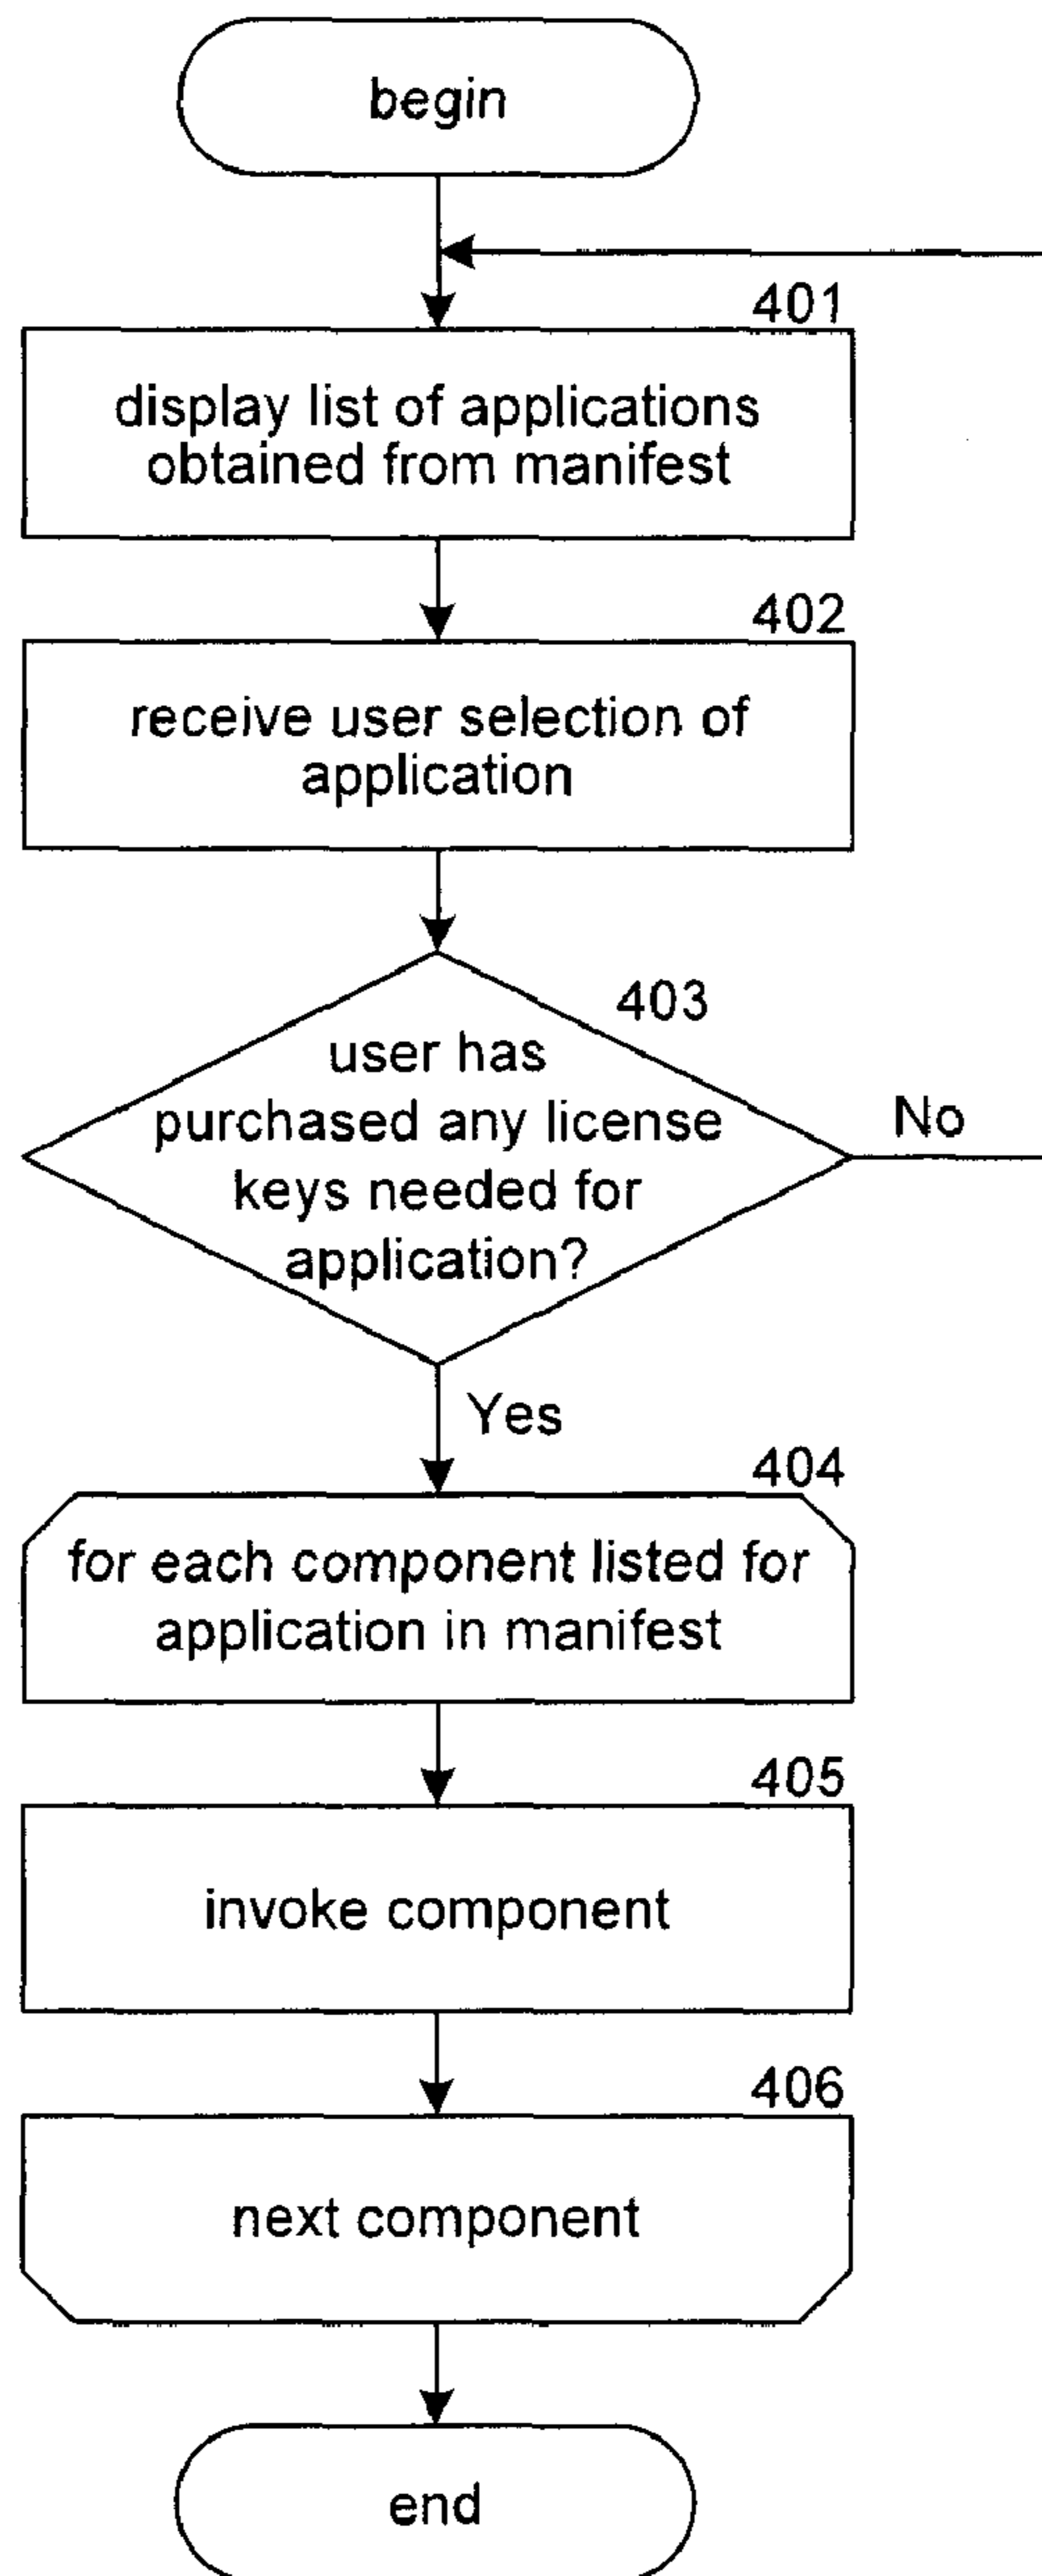 begin
401
display list of applications
obtained from manifest
402
receive user selection of
application
403
user has
purchased any license
keys needed for
application?
No
Yes
404
for each component listed for
application in manifest
405
invoke component
406
next component
end